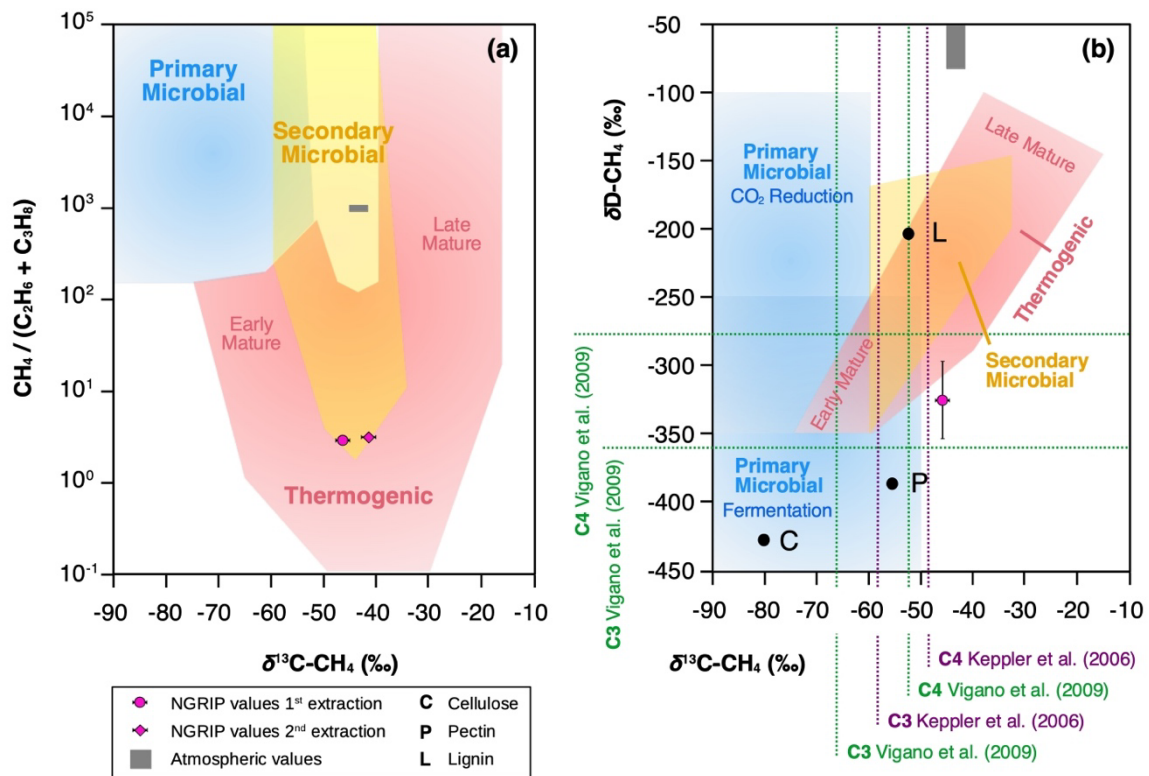 (a)
10⁵
10⁴
10³
10²
10¹
10⁰
10⁻¹
CH₄ / (C₂H₆ + C₃H₈)
Primary
Microbial
Secondary
Microbial
Late
Mature
Early
Mature
Thermogenic
-90 -80 -70 -60 -50 -40 -30 -20 -10
δ¹³C-CH₄ (‰)
NGRIP values 1ˢᵗ extraction
NGRIP values 2ⁿᵈ extraction
Atmospheric values
C Cellulose
P Pectin
L Lignin
(b)
-50
-100
-150
-200
-250
-300
-350
-400
-450
δD-CH₄ (‰)
Late Mature
Primary
Microbial
CO₂ Reduction
L
Thermogenic
Secondary
Microbial
Early Mature
Primary
Microbial
Fermentation
P
C
C4 Vigano et al. (2009)
C3 Vigano et al. (2009)
-90 -80 -70 -60 -50 -40 -30 -20 -10
δ¹³C-CH₄ (‰)
C4 Keppler et al. (2006)
C4 Vigano et al. (2009)
C3 Keppler et al. (2006)
C3 Vigano et al. (2009)